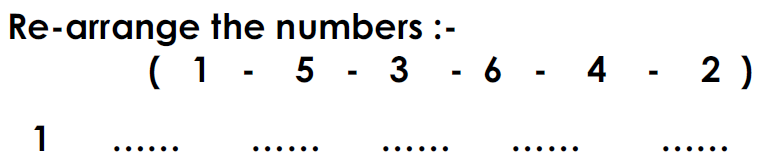 Re-arrange the numbers :-
( 1 - 5 - 3 - 6 - 4 - 2 )
1 ...... ...... ...... ...... ......